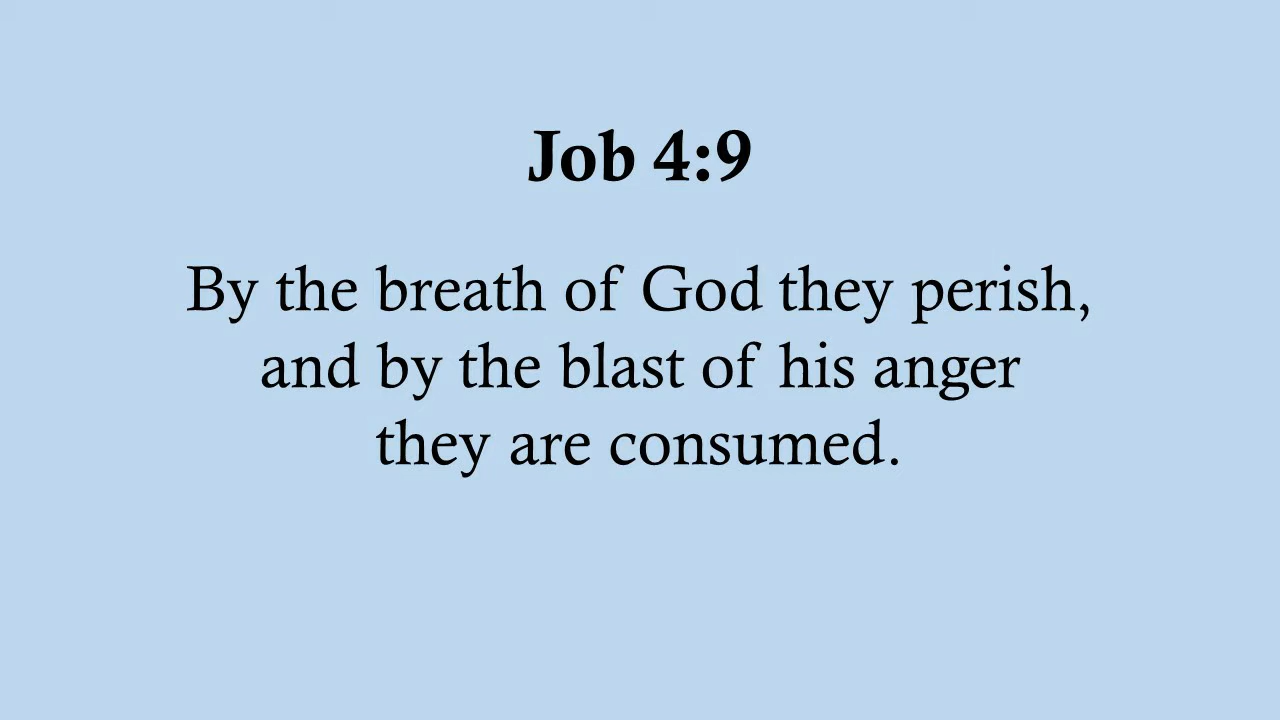 Job 4:9
By the breath of God they perish,
and by the blast of his anger
they are consumed.